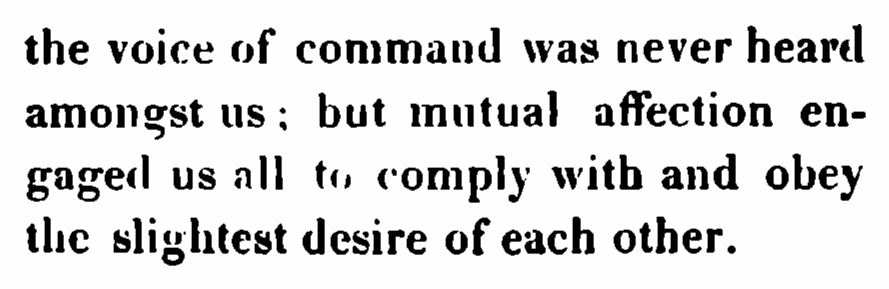 the voice of command was never heard
amongst us ; but mutual affection en-
gaged us all to comply with and obey
the slightest desire of each other.